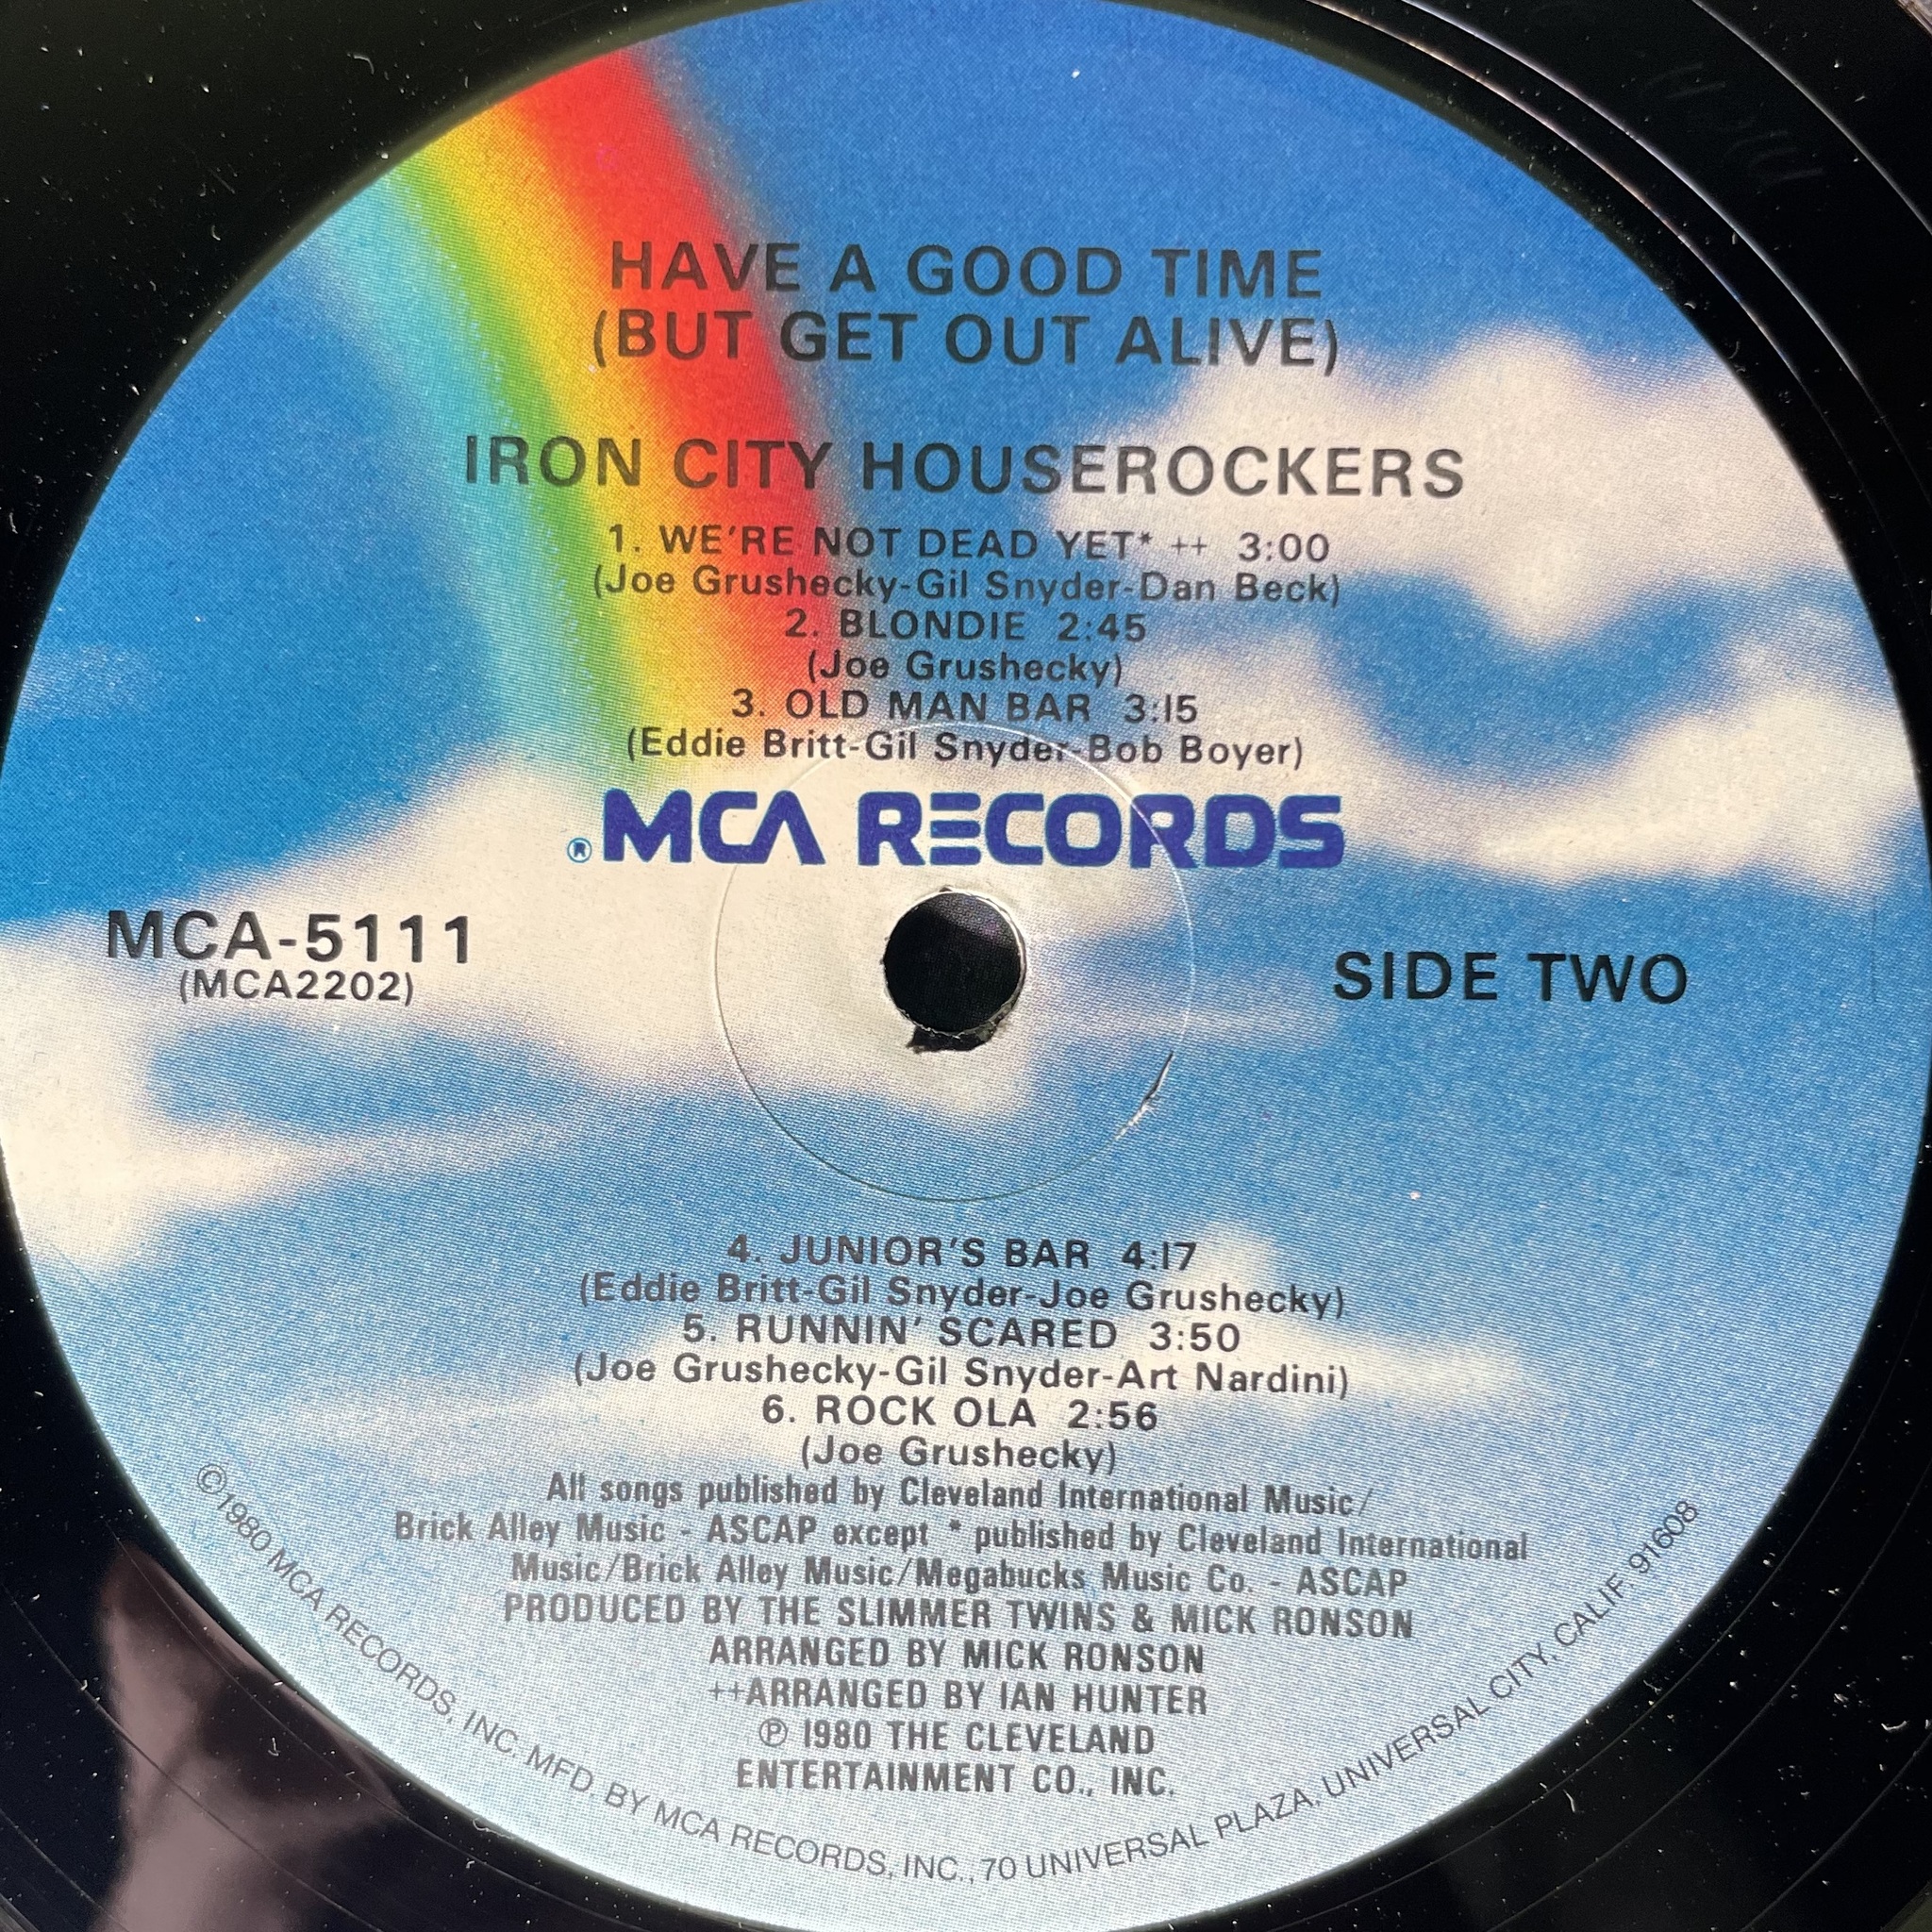 HAVE A GOOD TIME
(BUT GET OUT ALIVE)
IRON CITY HOUSEROCKERS
1. WE'RE NOT DEAD YET* ++ 3:00
(Joe Grushecky-Gil Snyder-Dan Beck)
2. BLONDIE 2:45
(Joe Grushecky)
3. OLD MAN BAR 3:15
(Eddie Britt-Gil Snyder-Bob Boyer)
® MCA RECORDS
MCA-5111
(MCA2202)
SIDE TWO
4. JUNIOR'S BAR 4:17
(Eddie Britt-Gil Snyder-Joe Grushecky)
5. RUNNIN' SCARED 3:50
(Joe Grushecky-Gil Snyder-Art Nardini)
6. ROCK OLA 2:56
(Joe Grushecky)
All songs published by Cleveland International Music/
Brick Alley Music - ASCAP except * published by Cleveland International
Music/Brick Alley Music/Megabucks Music Co. - ASCAP
PRODUCED BY THE SLIMMER TWINS & MICK RONSON
ARRANGED BY MICK RONSON
++ARRANGED BY IAN HUNTER
℗ 1980 THE CLEVELAND
ENTERTAINMENT CO., INC.
©1980 MCA RECORDS, INC. MFD. BY MCA RECORDS, INC., 70 UNIVERSAL PLAZA, UNIVERSAL CITY, CALIF. 91608